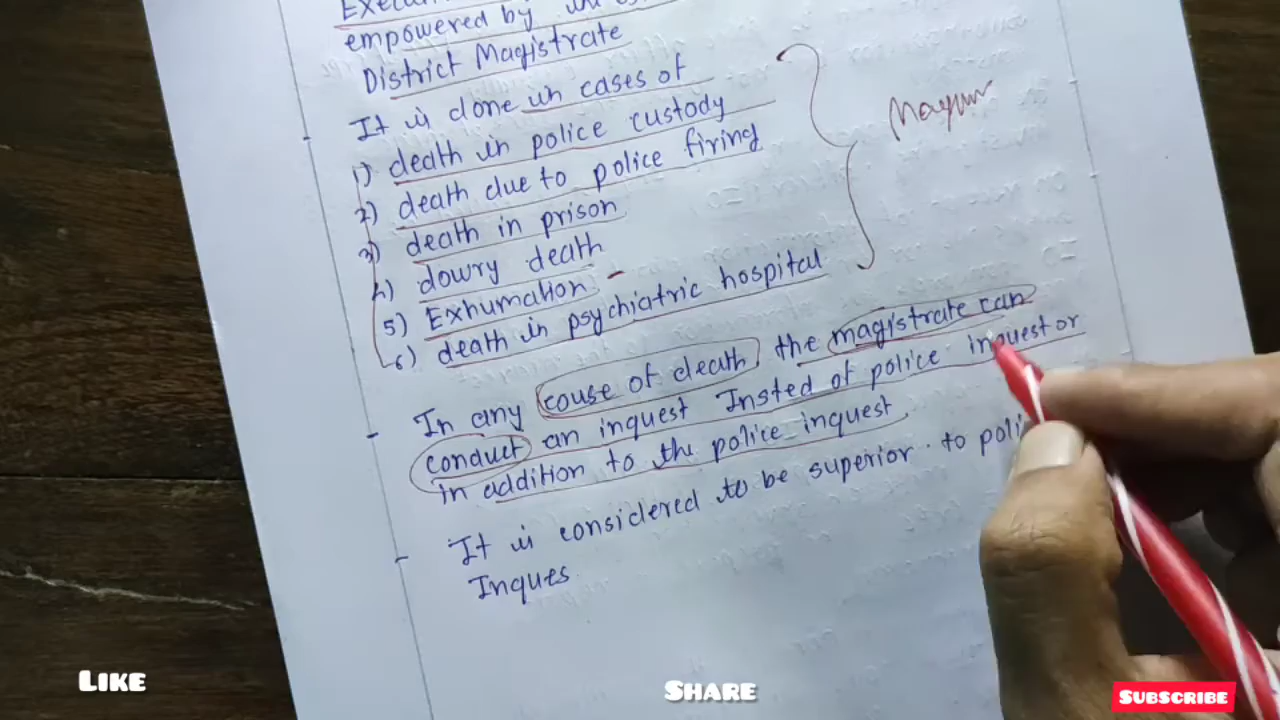 empowered by the
District Magistrate
It is done in cases of
1) death in police custody
2) death due to police firing
3) death in prison
4) dowry death
5) Exhumation -
6) death in psychiatric hospital
In any couse of death, the magistrate can
conduct an inquest Insted of police inquest or
in addition to the police inquest
It is considered to be superior to poli
Inques
LIKE
SHARE
SUBSCRIBE